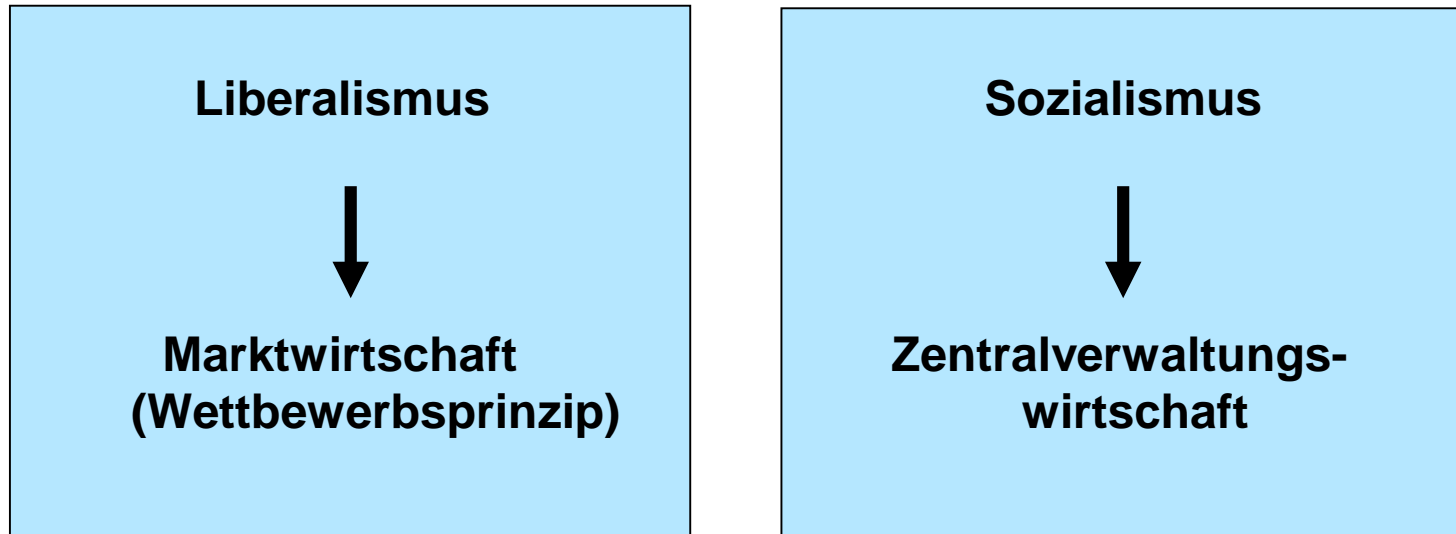 Liberalismus
Marktwirtschaft
(Wettbewerbsprinzip)
Sozialismus
Zentralverwaltungs-
wirtschaft